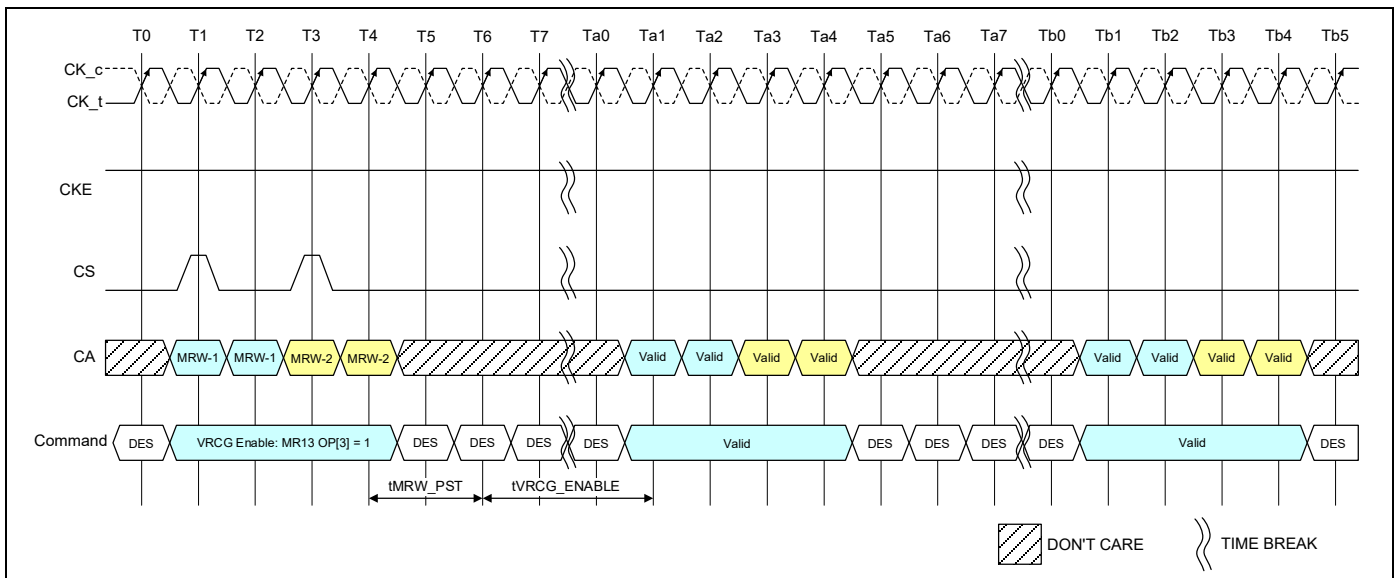 T0 T1 T2 T3 T4 T5 T6 T7 Ta0 Ta1 Ta2 Ta3 Ta4 Ta5 Ta6 Ta7 Tb0 Tb1 Tb2 Tb3 Tb4 Tb5
CK_c
CK_t
CKE
CS
CA MRW-1 MRW-1 MRW-2 MRW-2 Valid Valid Valid Valid Valid Valid Valid Valid
Command DES VRCG Enable: MR13 OP[3] = 1 DES DES DES DES Valid DES DES DES DES Valid DES
tMRW_PST tVRCG_ENABLE
DON'T CARE TIME BREAK